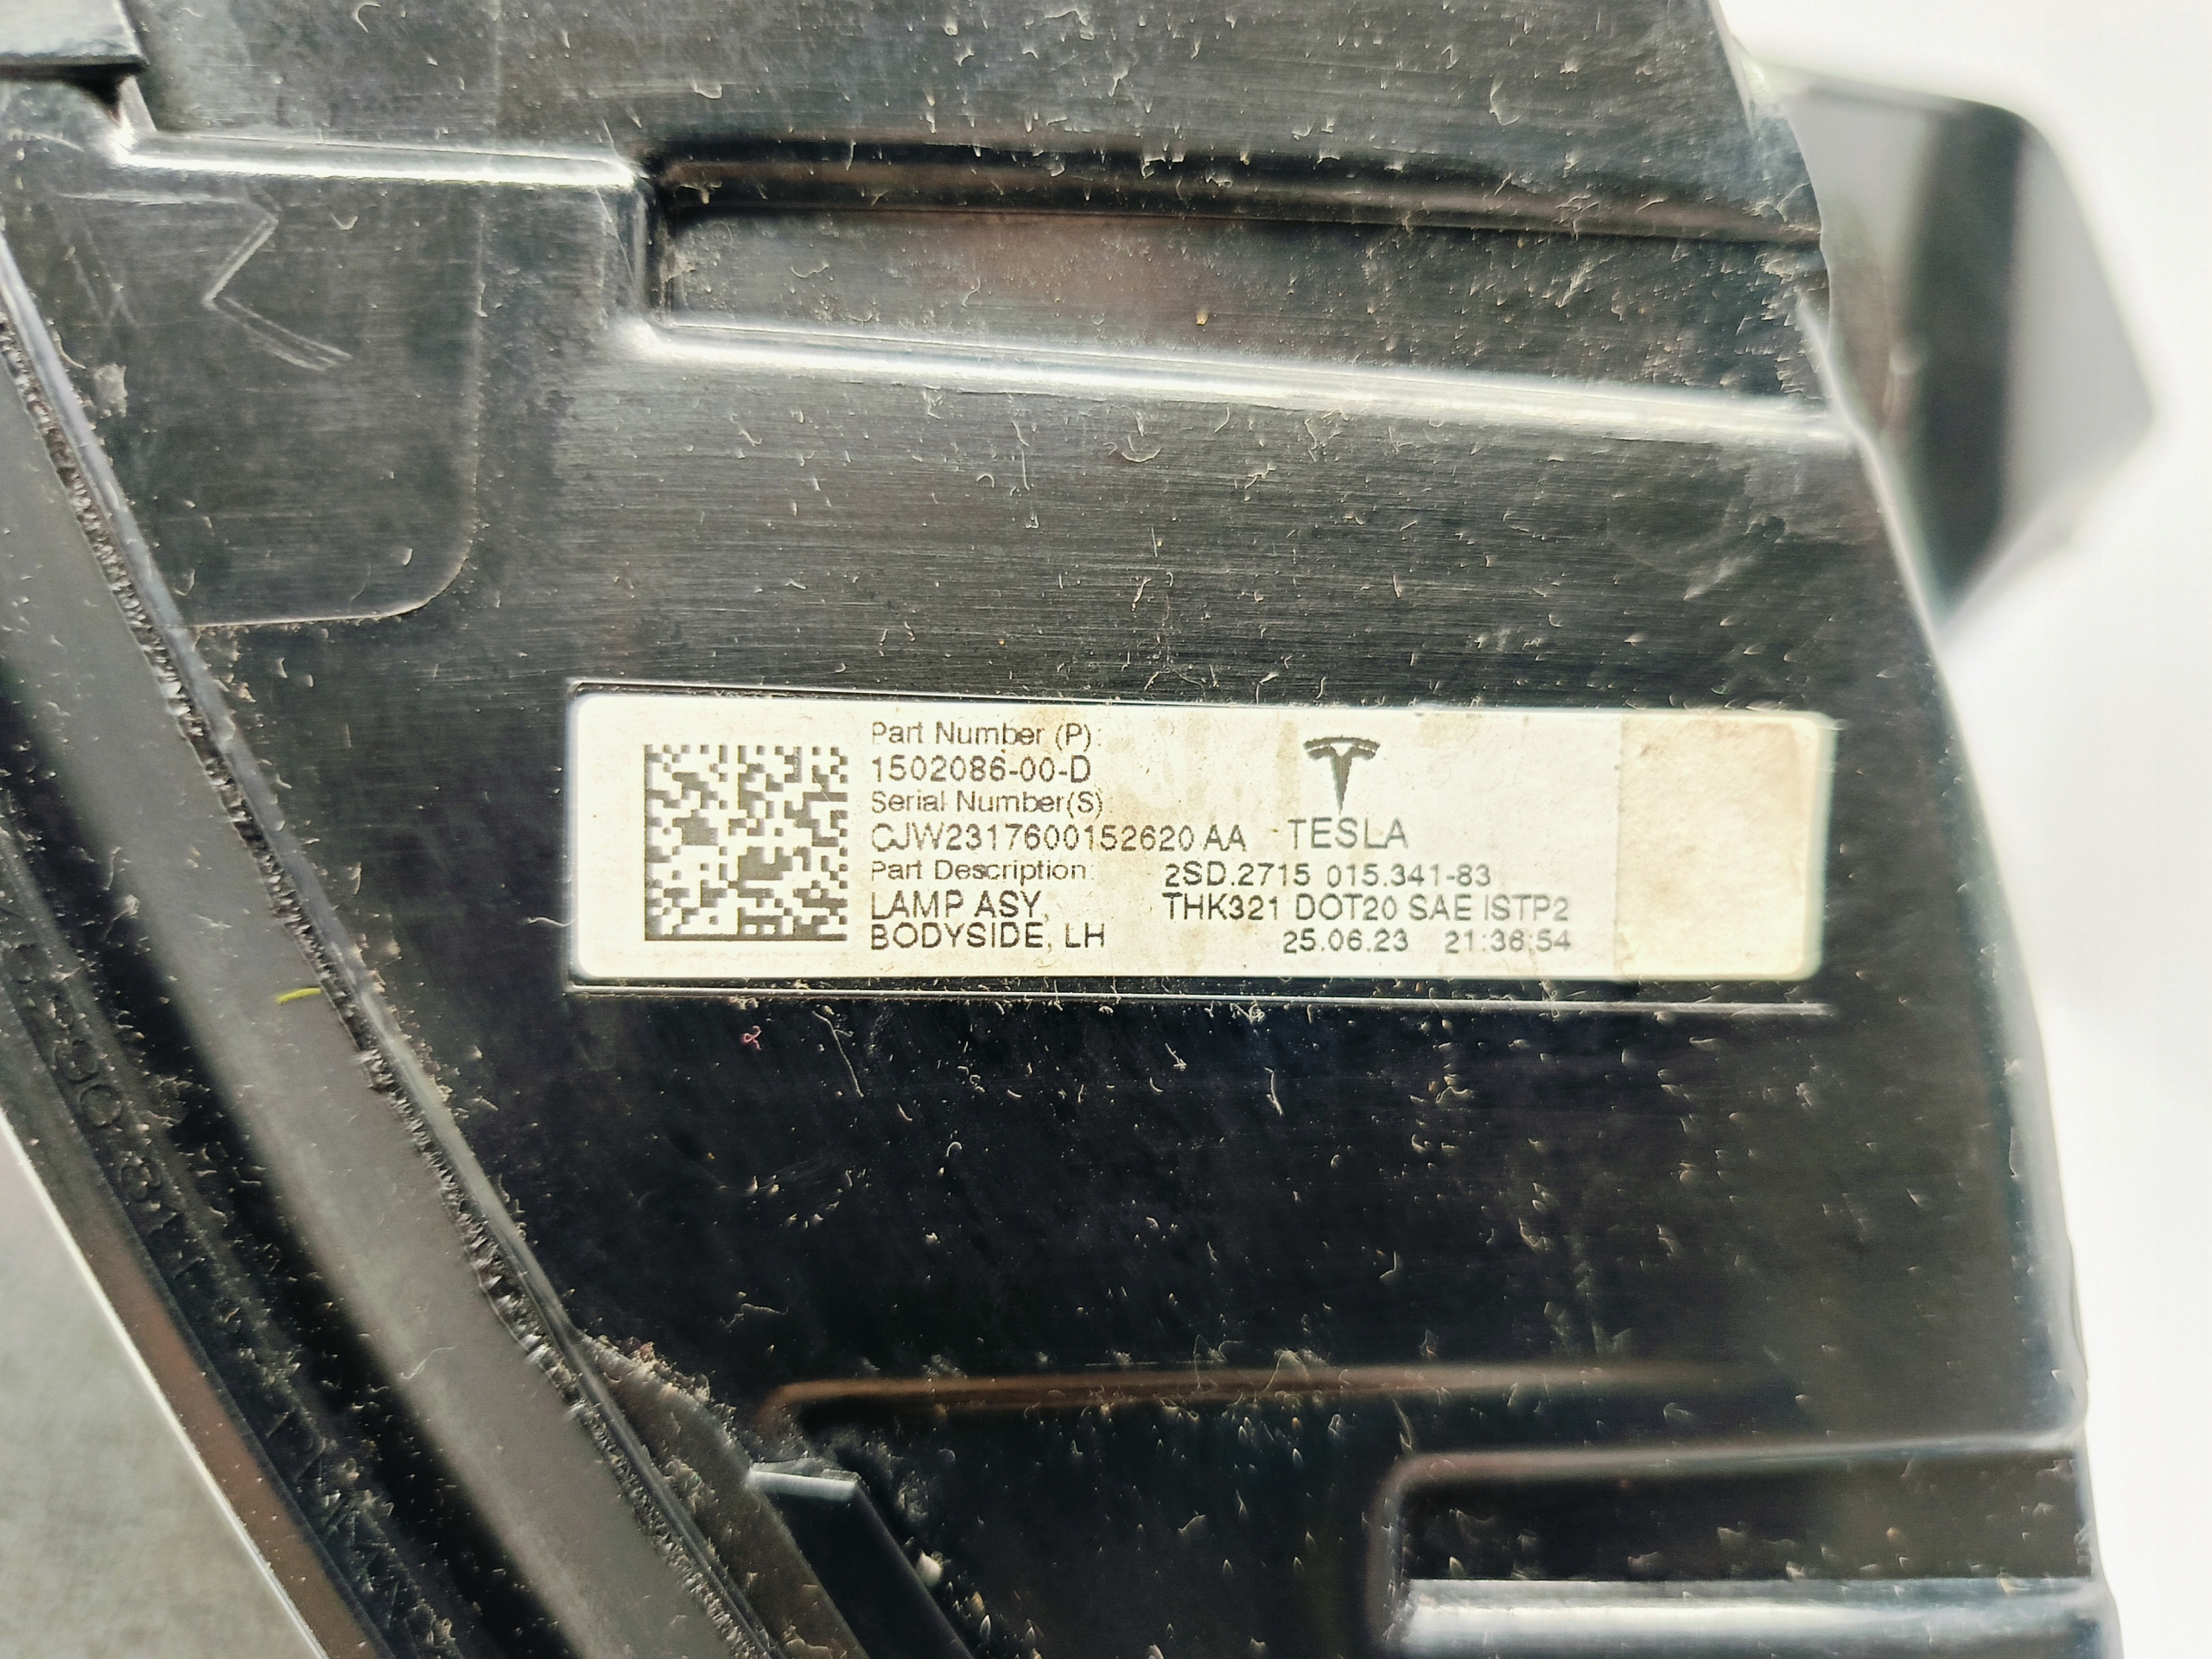 Part Number (P):
1502086-00-D
Serial Number(S):
CJW2317600152620 AA
TESLA
Part Description:
LAMP ASY,
BODYSIDE, LH
2SD.2715 015.341-83
THK321 DOT20 SAE ISTP2
25.06.23 21:36:54